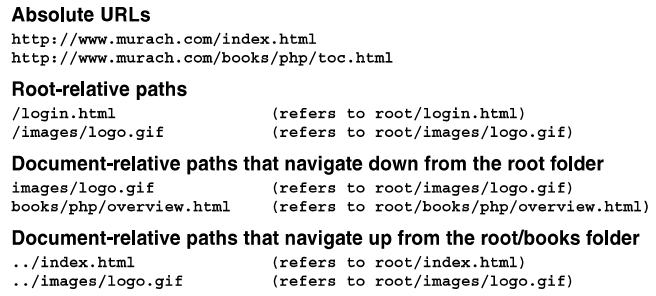 Absolute URLs
http://www.murach.com/index.html
http://www.murach.com/books/php/toc.html
Root-relative paths
/login.html (refers to root/login.html)
/images/logo.gif (refers to root/images/logo.gif)
Document-relative paths that navigate down from the root folder
images/logo.gif (refers to root/images/logo.gif)
books/php/overview.html (refers to root/books/php/overview.html)
Document-relative paths that navigate up from the root/books folder
../index.html (refers to root/index.html)
../images/logo.gif (refers to root/images/logo.gif)